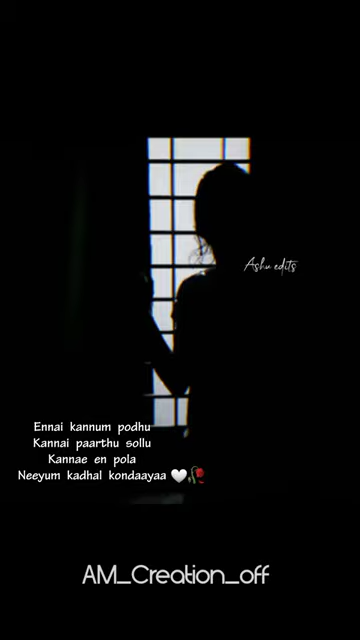 Ashu edits
Ennai kannum podhu
Kannai paarthu sollu
Kannae en pola
Neeyum kadhal kondaayaa 🤍🥀
AM_Creation_off